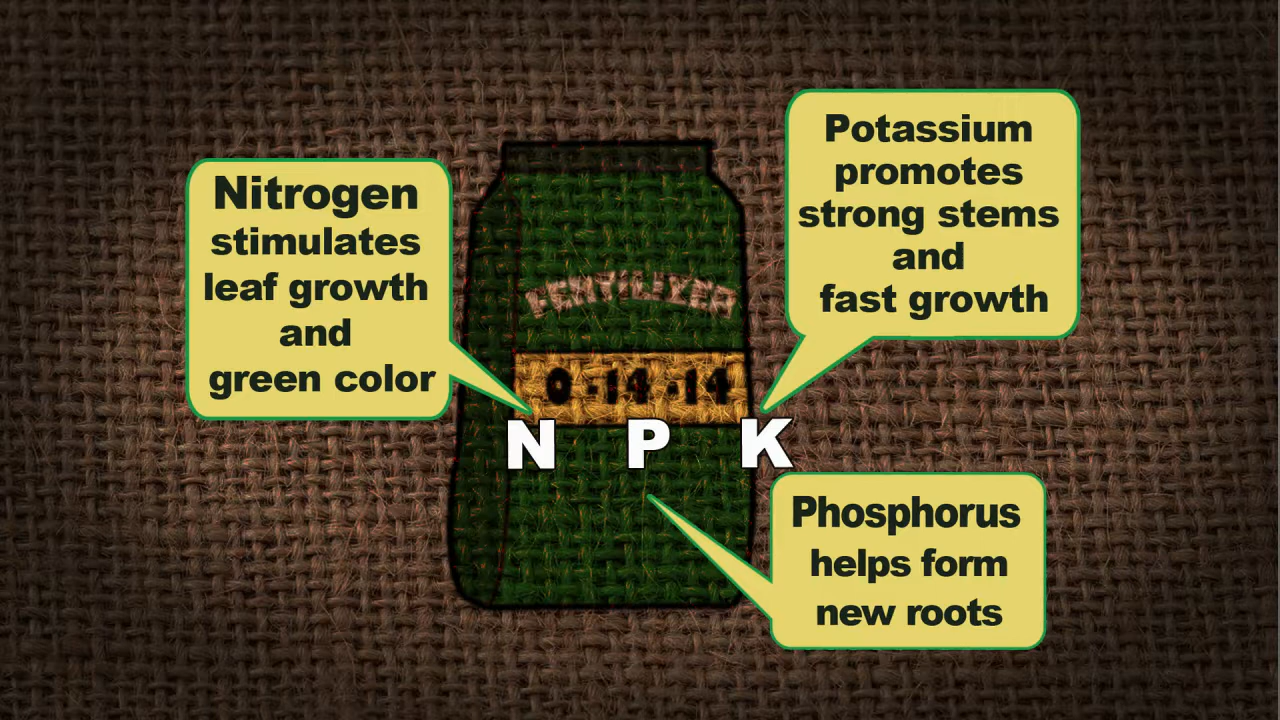 Nitrogen
stimulates
leaf growth
and
green color
Potassium
promotes
strong stems
and
fast growth
FERTILIZER
0-14-14
N P K
Phosphorus
helps form
new roots